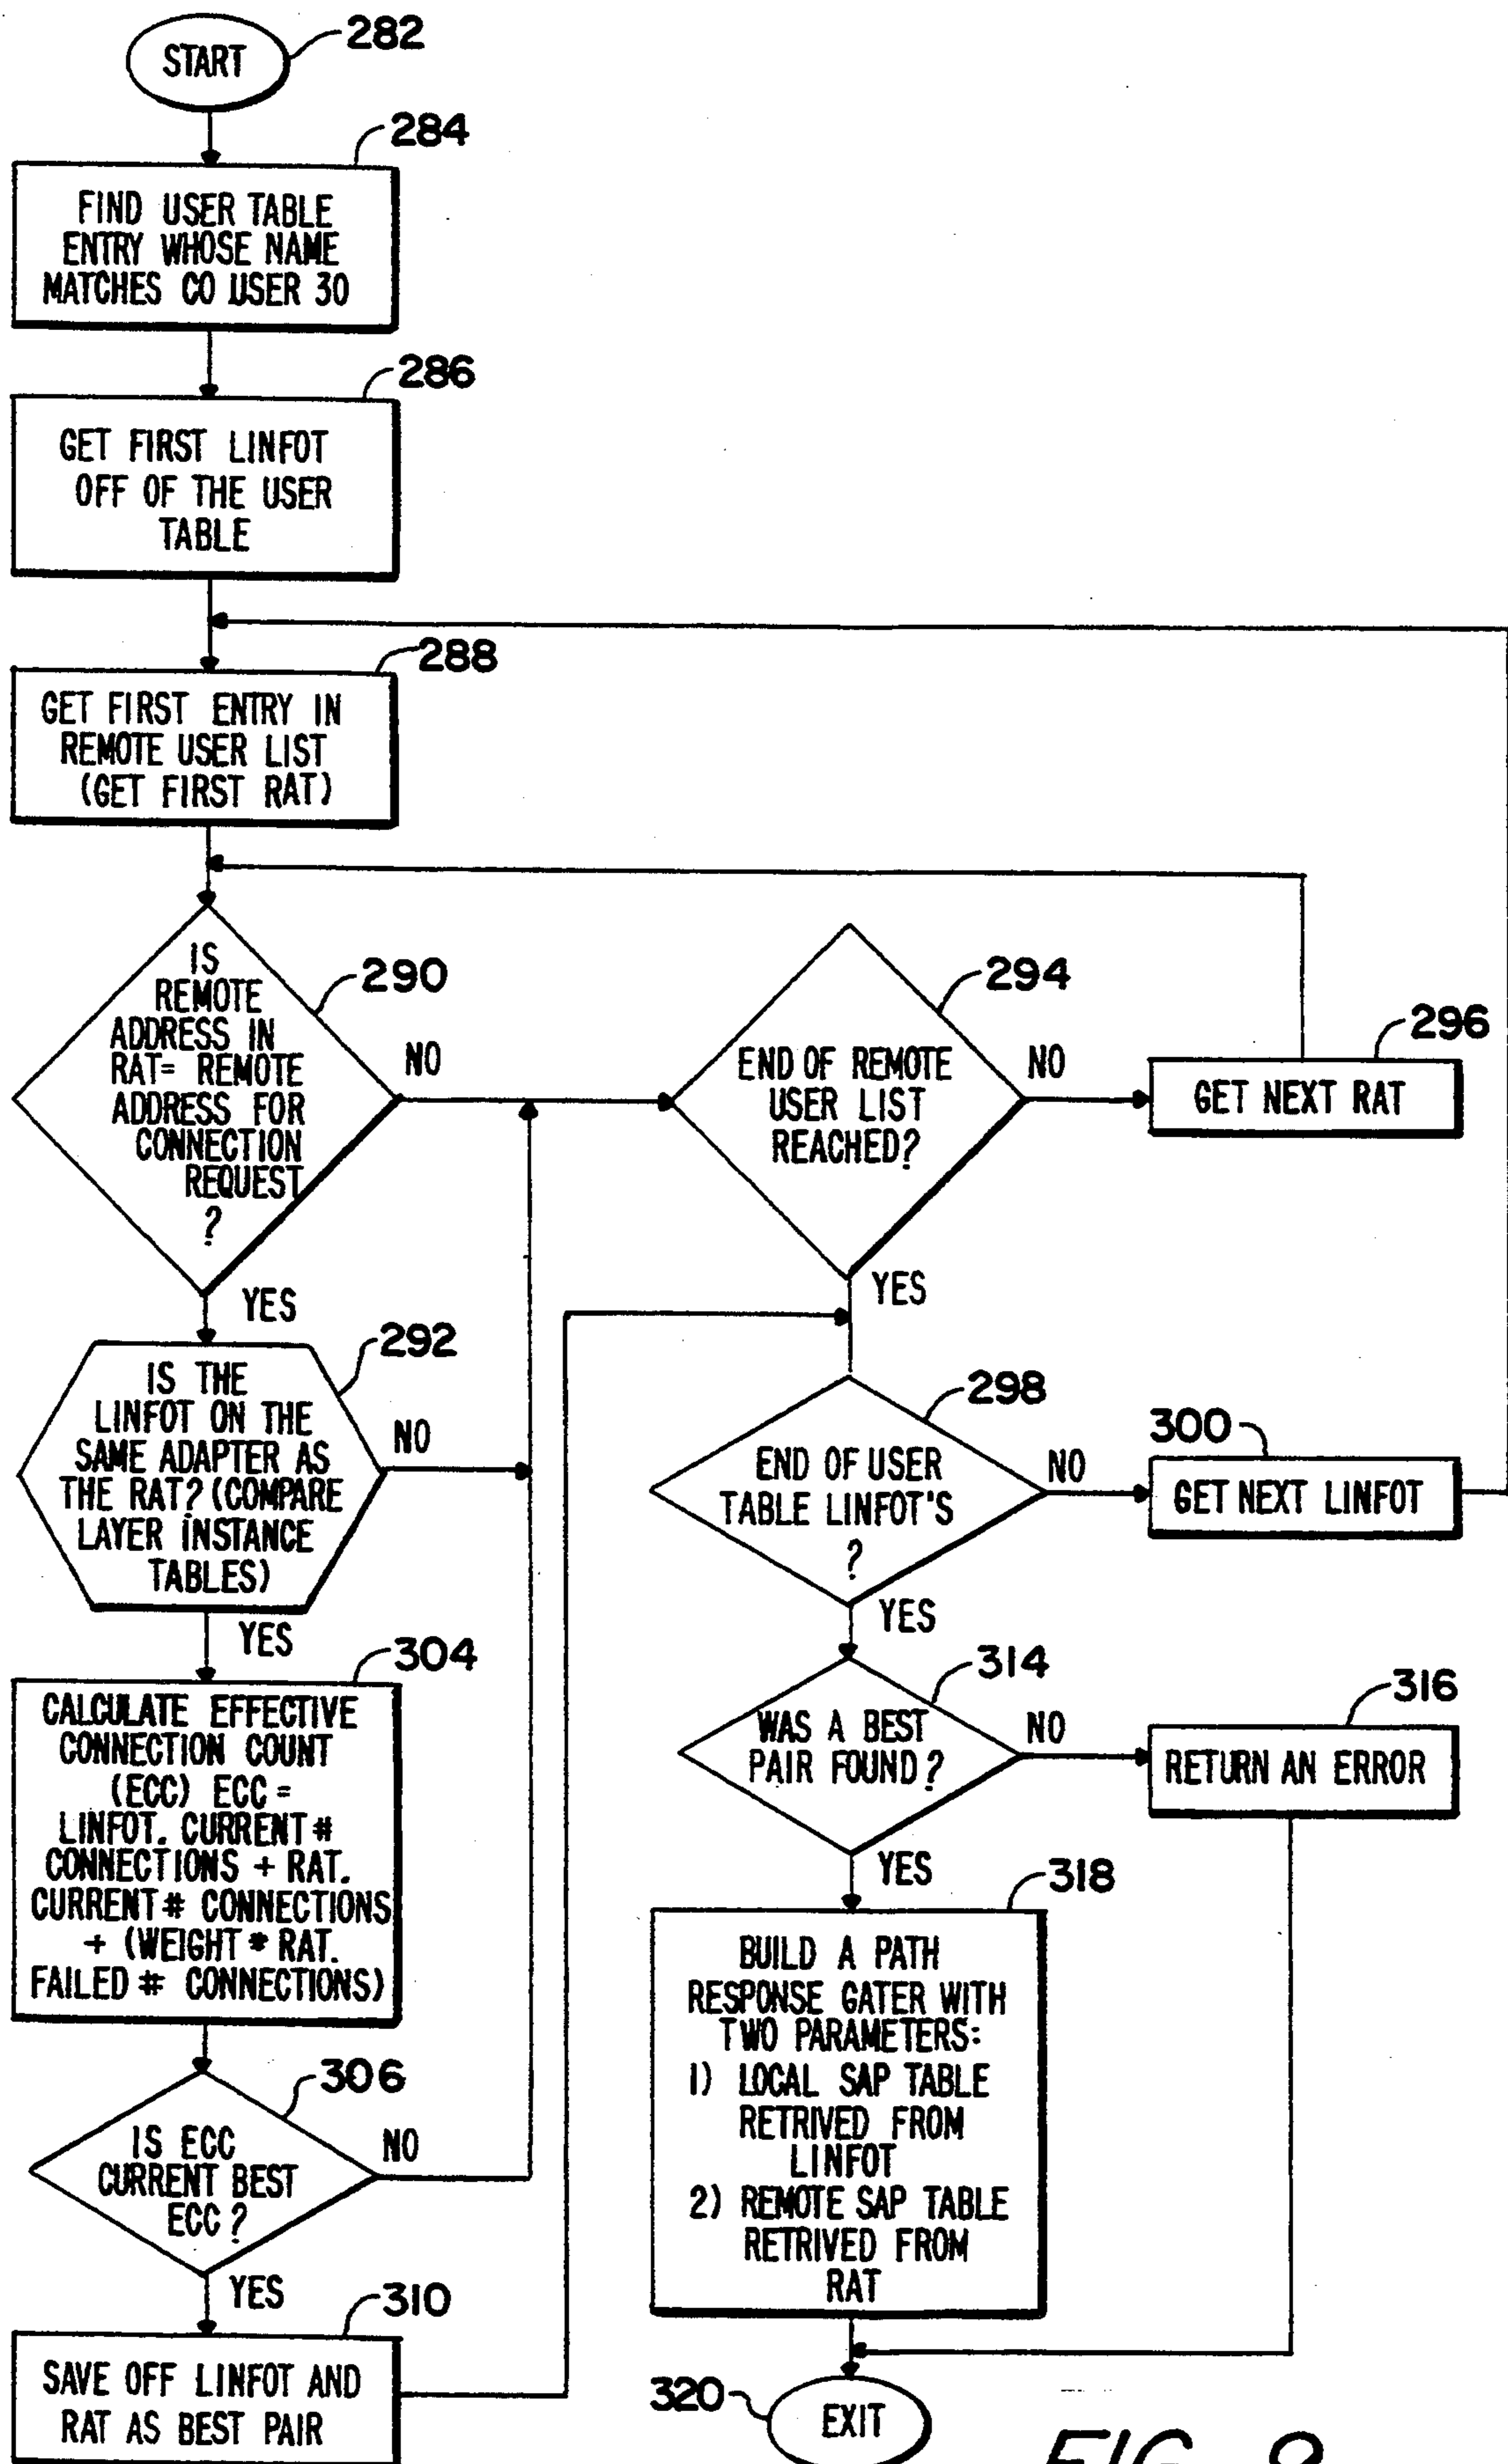 START
282
284
FIND USER TABLE
ENTRY WHOSE NAME
MATCHES CO USER 30
286
GET FIRST LINFOT
OFF OF THE USER
TABLE
288
GET FIRST ENTRY IN
REMOTE USER LIST
(GET FIRST RAT)
290
IS
REMOTE
ADDRESS IN
RAT= REMOTE
ADDRESS FOR
CONNECTION
REQUEST
?
NO
YES
294
END OF REMOTE
USER LIST
REACHED?
NO
YES
296
GET NEXT RAT
292
IS THE
LINFOT ON THE
SAME ADAPTER AS
THE RAT? (COMPARE
LAYER INSTANCE
TABLES)
NO
YES
298
END OF USER
TABLE LINFOT'S
?
NO
YES
300
GET NEXT LINFOT
304
CALCULATE EFFECTIVE
CONNECTION COUNT
(ECC) ECC =
LINFOT. CURRENT #
CONNECTIONS + RAT.
CURRENT # CONNECTIONS
+ (WEIGHT * RAT.
FAILED # CONNECTIONS)
314
WAS A BEST
PAIR FOUND?
NO
YES
316
RETURN AN ERROR
306
IS ECC
CURRENT BEST
ECC?
NO
YES
318
BUILD A PATH
RESPONSE GATER WITH
TWO PARAMETERS:
1) LOCAL SAP TABLE
RETRIVED FROM
LINFOT
2) REMOTE SAP TABLE
RETRIVED FROM
RAT
310
SAVE OFF LINFOT AND
RAT AS BEST PAIR
320
EXIT
FIG. 9